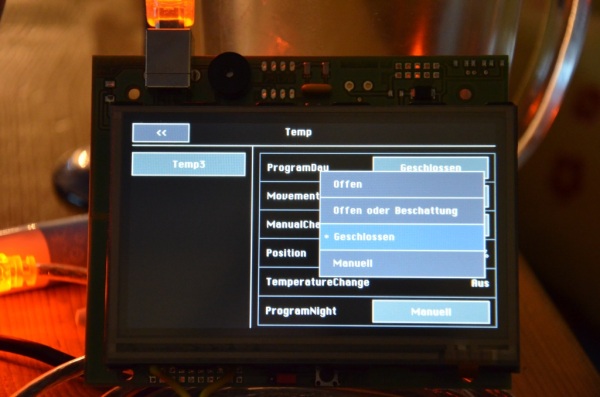 <<
Temp
Temp3
ProgramDay
Geschlossen
Offen
Movement
Offen oder Beschattung
ManualChe
Geschlossen
Position
%
Manuell
TemperatureChange
Aus
ProgramNight
Manuell